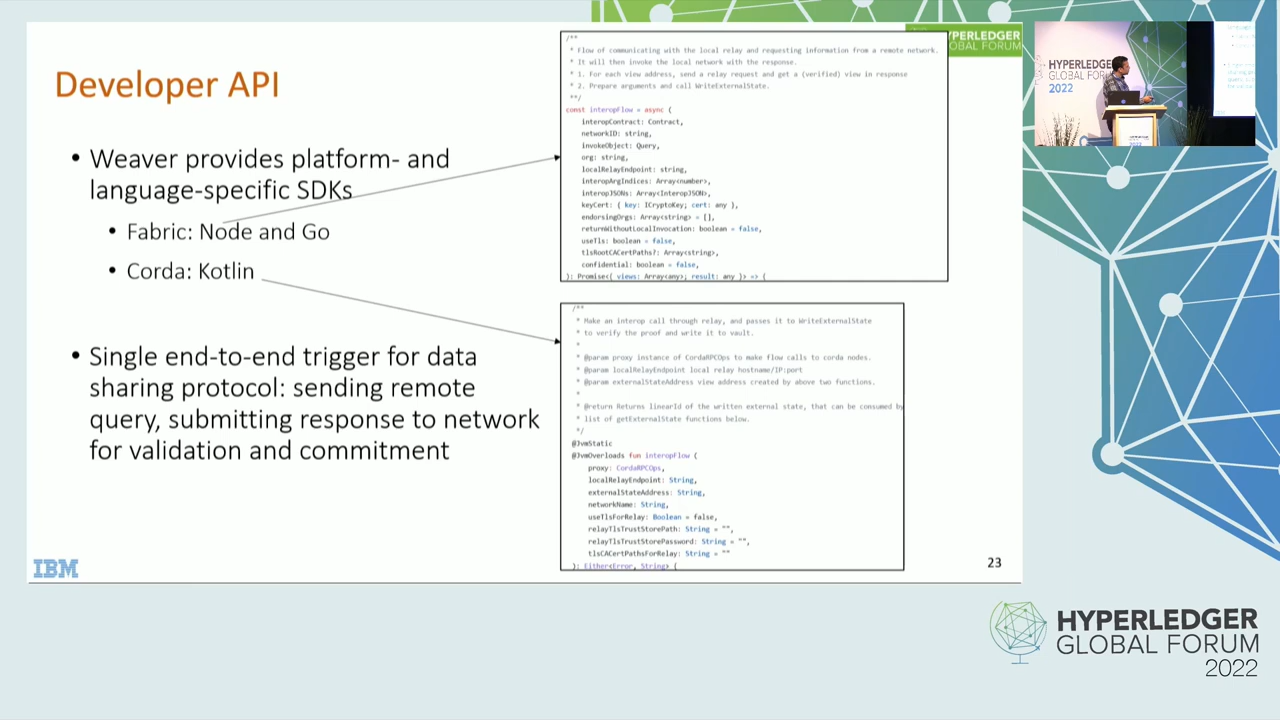 Developer API
• Weaver provides platform- and
language-specific SDKs
• Fabric: Node and Go
• Corda: Kotlin
• Single end-to-end trigger for data
sharing protocol: sending remote
query, submitting response to network
for validation and commitment
/**
* Flow of communicating with the local relay and requesting information from a remote network.
* It will then invoke the local network with the response.
* 1. For each view address, send a relay request and get a (verified) view in response
* 2. Prepare arguments and call WriteExternalState.
**/
const interopFlow = async (
interopContract: Contract,
networkID: string,
invokeObject: Query,
org: string,
localRelayEndpoint: string,
interopArgIndices: Array<number>,
interopJSONs: Array<InteropJSON>,
keyCert: { key: ICryptoKey; cert: any },
endorsingOrgs: Array<string> = [],
returnWithoutLocalInvocation: boolean = false,
useTls: boolean = false,
tlsRootCACertPaths?: Array<string>,
confidential: boolean = false,
): Promise<{ views: Array<any>; result: any }> => {
/**
* Make an interop call through relay, and passes it to WriteExternalState
* to verify the proof and write it to vault.
*
* @param proxy instance of CordaRPCOps to make flow calls to corda nodes.
* @param localRelayEndpoint local relay hostname/IP:port
* @param externalStateAddress view address created by above two functions.
*
* @return Returns linearId of the written external state, that can be consumed by
* list of getExternalState functions below.
*/
@JvmStatic
@JvmOverloads fun interopFlow (
proxy: CordaRPCOps,
localRelayEndpoint: String,
externalStateAddress: String,
networkName: String,
useTlsForRelay: Boolean = false,
relayTlsTrustStorePath: String = "",
relayTlsTrustStorePassword: String = "",
tlsCACertPathsForRelay: String = ""
): Either<Error, String> {
IBM
23
YPERLEDGER
OBAL FORUM
HYPERLEDGER
GLOBAL FORUM
2022
2022
HYPERLEDGER
GLOBAL FORUM
2022